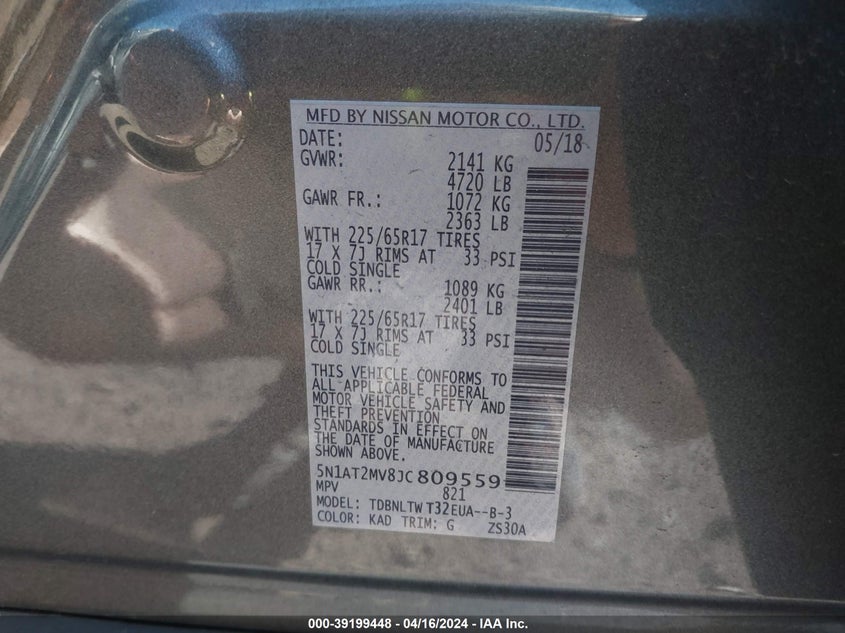 MFD BY NISSAN MOTOR CO., LTD.
DATE: 05/18
GVWR: 2141 KG
4720 LB
GAWR FR.: 1072 KG
2363 LB
WITH 225/65R17 TIRES
17 X 7J RIMS AT 33 PSI
COLD SINGLE
GAWR RR.: 1089 KG
2401 LB
WITH 225/65R17 TIRES
17 X 7J RIMS AT 33 PSI
COLD SINGLE
THIS VEHICLE CONFORMS TO
ALL APPLICABLE FEDERAL
MOTOR VEHICLE SAFETY AND
THEFT PREVENTION
STANDARDS IN EFFECT ON
THE DATE OF MANUFACTURE
SHOWN ABOVE.
5N1AT2MV8JC809559
MPV 821
MODEL: TDBNLTW T32EUA--B-3
COLOR: KAD TRIM: G ZS30A
000-39199448 - 04/16/2024 - IAA Inc.